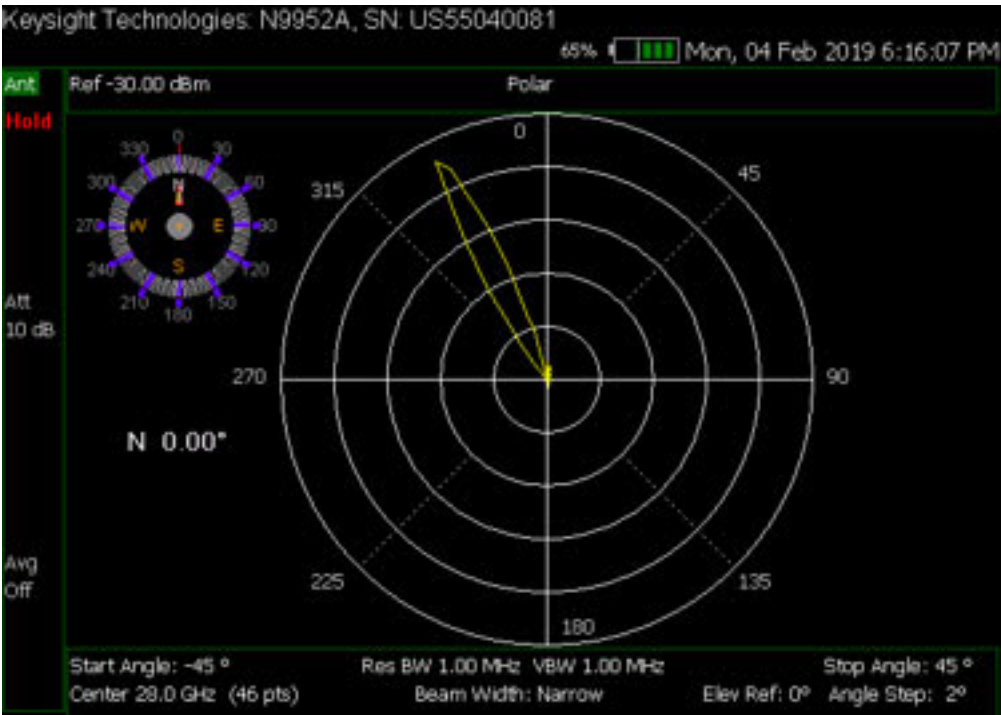 Keysight Technologies: N9952A, SN: US55040081
65% Mon, 04 Feb 2019 6:16:07 PM
Ant Ref -30.00 dBm Polar
Hold
0
330 0 30
300 N 60
270 W E 90
240 S 120
210 180 150
315 45
270 90
N 0.00°
Att
10 dB
225 135
180
Avg
Off
Start Angle: -45 º Res BW 1.00 MHz VBW 1.00 MHz Stop Angle: 45 º
Center 28.0 GHz (46 pts) Beam Width: Narrow Elev Ref: 0º Angle Step: 2º